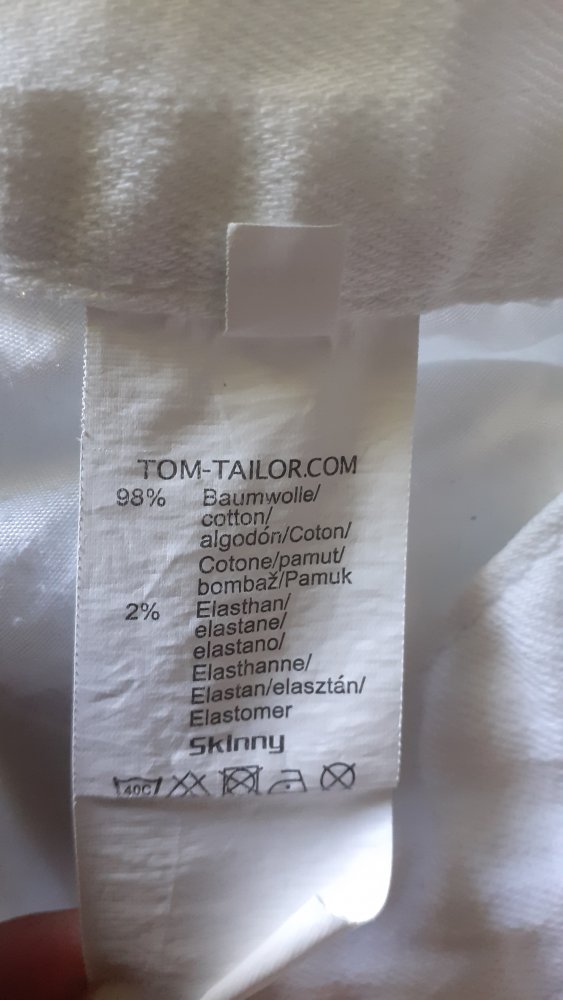 TOM-TAILOR.COM
98% Baumwolle/
cotton/
algodón/Coton/
Cotone/pamut/
bombaž/Pamuk
2% Elasthan/
elastane/
elastano/
Elasthanne/
Elastan/elasztán/
Elastomer
Skinny
40C